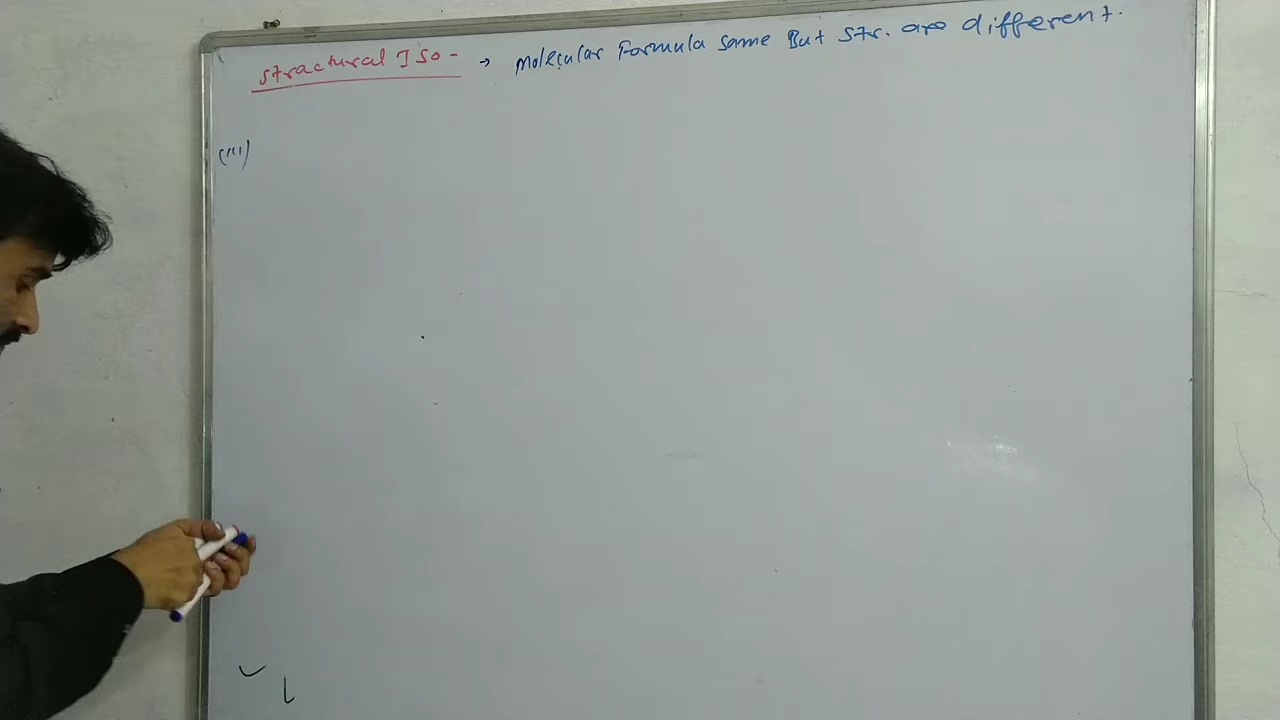 Structural Iso- → Molecular Formula same But Str. are different.
(III)